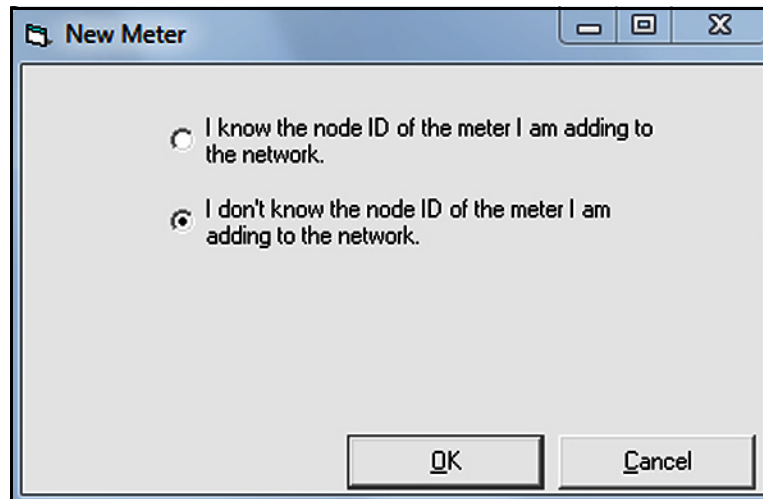 New Meter
I know the node ID of the meter I am adding to
the network.
I don't know the node ID of the meter I am
adding to the network.
OK
Cancel